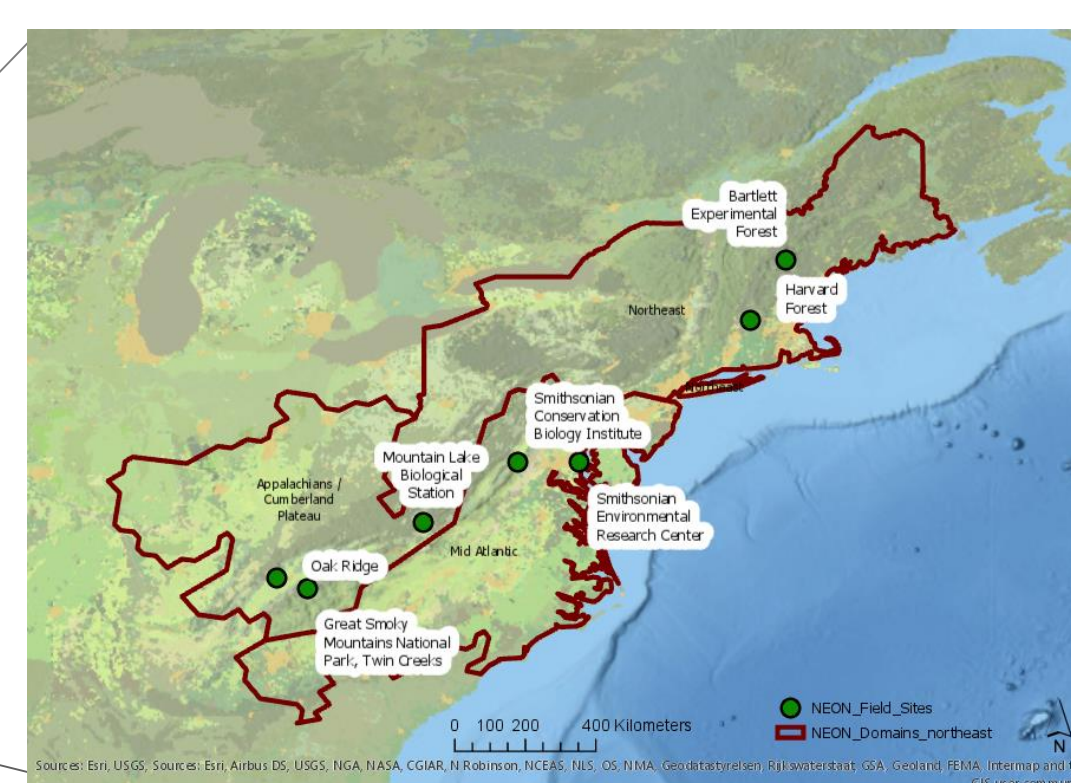 Bartlett
Experimental
Forest
Harvard
Forest
Northeast
Smithsonian
Conservation
Biology Institute
Mountain Lake
Biological
Station
Appalachians /
Cumberland
Plateau
Smithsonian
Environmental
Research Center
Mid Atlantic
Oak Ridge
Great Smoky
Mountains National
Park, Twin Creeks
0 100 200 400 Kilometers
NEON_Field_Sites
NEON_Domains_northeast
N
Sources: Esri, USGS, Sources: Esri, Airbus DS, USGS, NGA, NASA, CGIAR, N Robinson, NCEAS, NLS, OS, NMA, Geodatastyrelsen, Rijkswaterstaat, GSA, Geoland, FEMA, Intermap and
GIS user